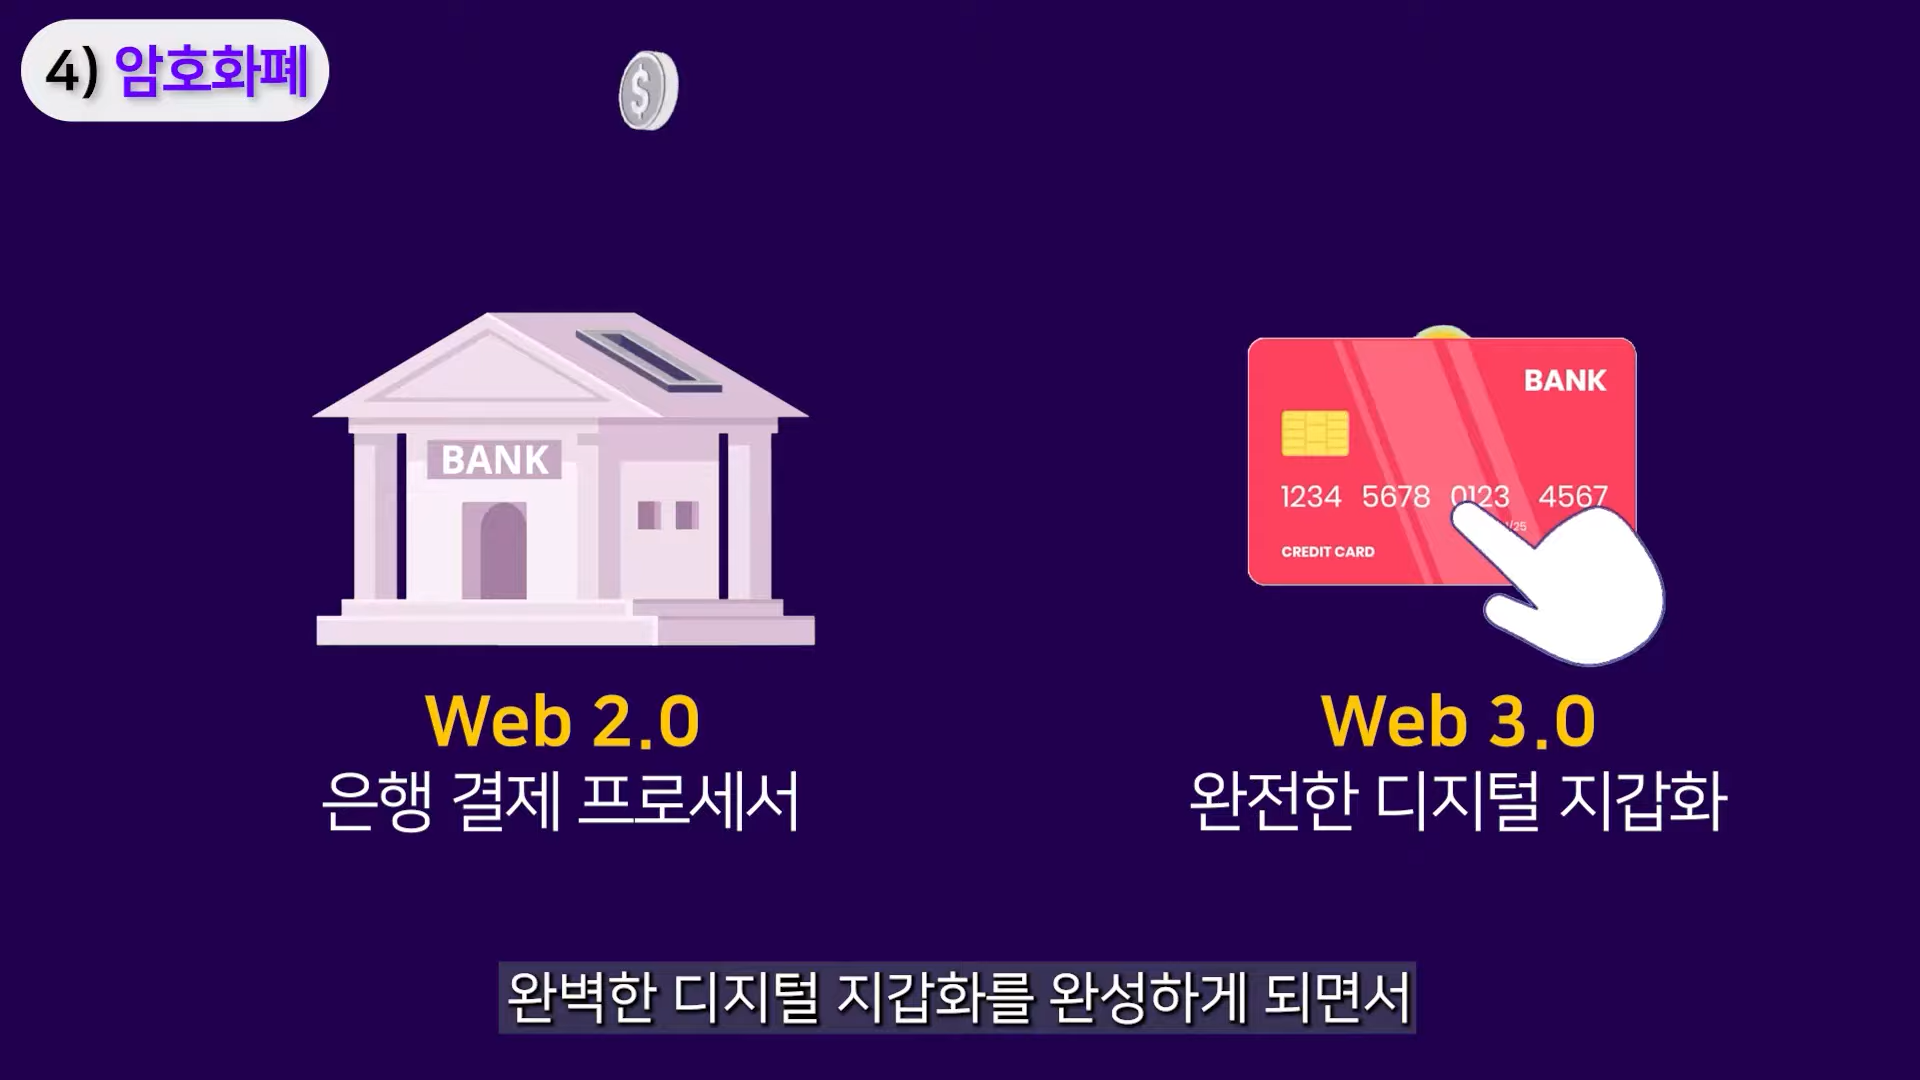 4) 암호화폐
BANK
BANK
1234 5678 0123 4567
/25
CREDIT CARD
Web 2.0
은행 결제 프로세서
Web 3.0
완전한 디지털 지갑화
완벽한 디지털 지갑화를 완성하게 되면서